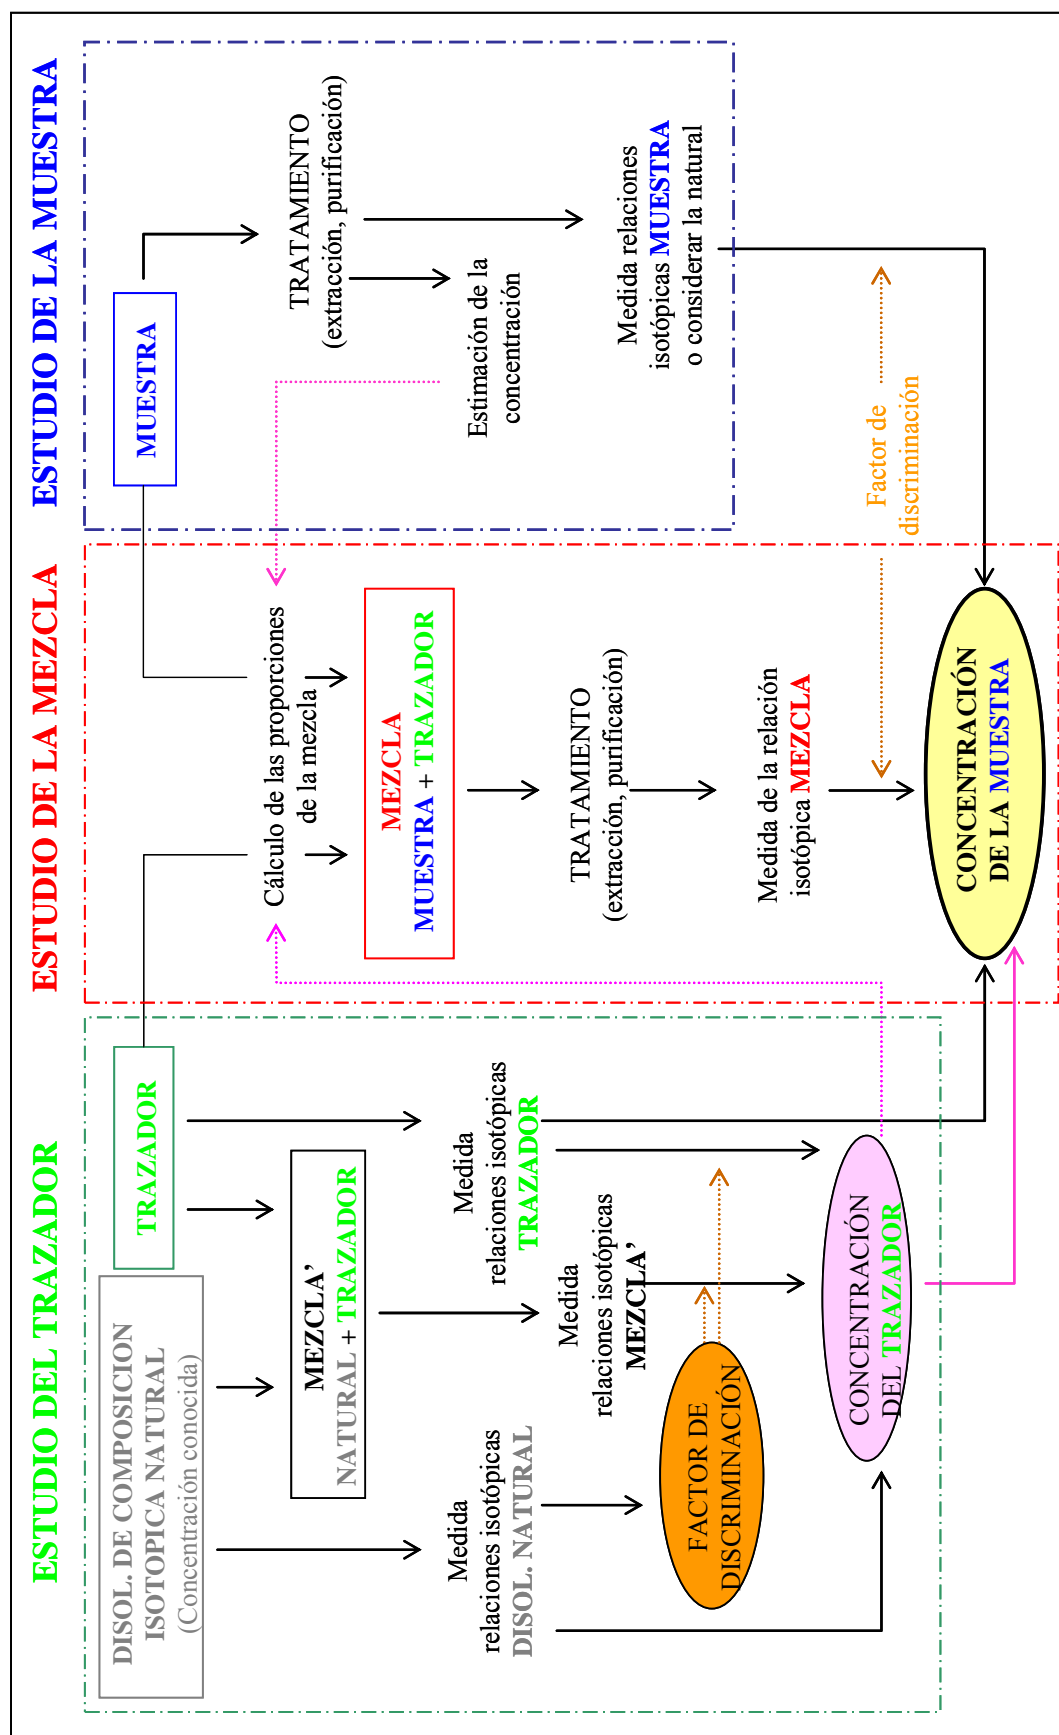 ESTUDIO DEL TRAZADOR
DISOL. DE COMPOSICION
ISOTOPICA NATURAL
(Concentración conocida)
TRAZADOR
MEZCLA’
NATURAL + TRAZADOR
Medida
relaciones isotópicas
DISOL. NATURAL
Medida
relaciones isotópicas
MEZCLA’
Medida
relaciones isotópicas
TRAZADOR
FACTOR DE
DISCRIMINACIÓN
CONCENTRACIÓN
DEL TRAZADOR
ESTUDIO DE LA MEZCLA
Cálculo de las proporciones
de la mezcla
MEZCLA
MUESTRA + TRAZADOR
TRATAMIENTO
(extracción, purificación)
Medida de la relación
isotópica MEZCLA
CONCENTRACIÓN
DE LA MUESTRA
ESTUDIO DE LA MUESTRA
MUESTRA
TRATAMIENTO
(extracción, purificación)
Estimación de la
concentración
Medida relaciones
isotópicas MUESTRA
o considerar la natural
Factor de
discriminación